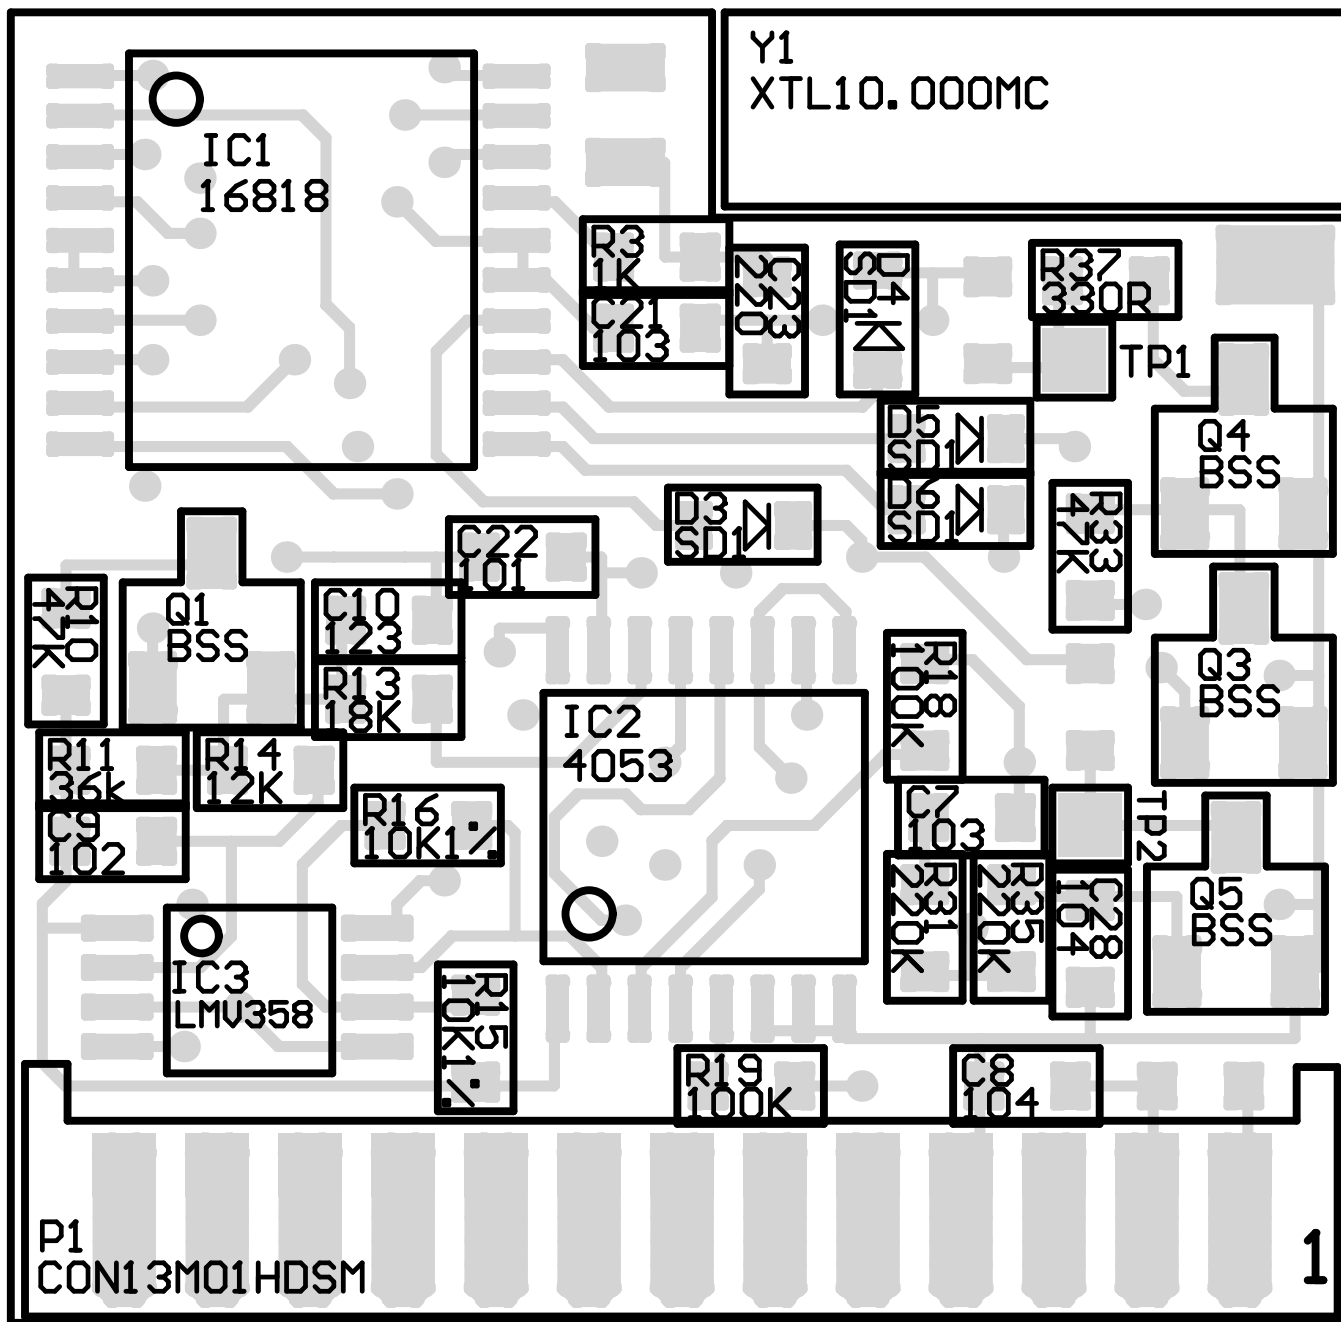 Y1
XTL10.000MC
IC1
16818
R3
1K
C21
103
C23
220
D4
SD1
R37
330R
TP1
D5
SD1
D6
SD1
Q4
BSS
D3
SD1
R33
47K
C22
101
R10
47K
Q1
BSS
C10
123
R13
18K
R18
100K
Q3
BSS
IC2
4053
R11
36k
R14
12K
R16
10K1%
C9
102
C7
103
TP2
R31
220K
R35
220K
C28
104
Q5
BSS
IC3
LMV358
R15
10K1%
R19
100K
C8
104
P1
CON13M01HDSM
1